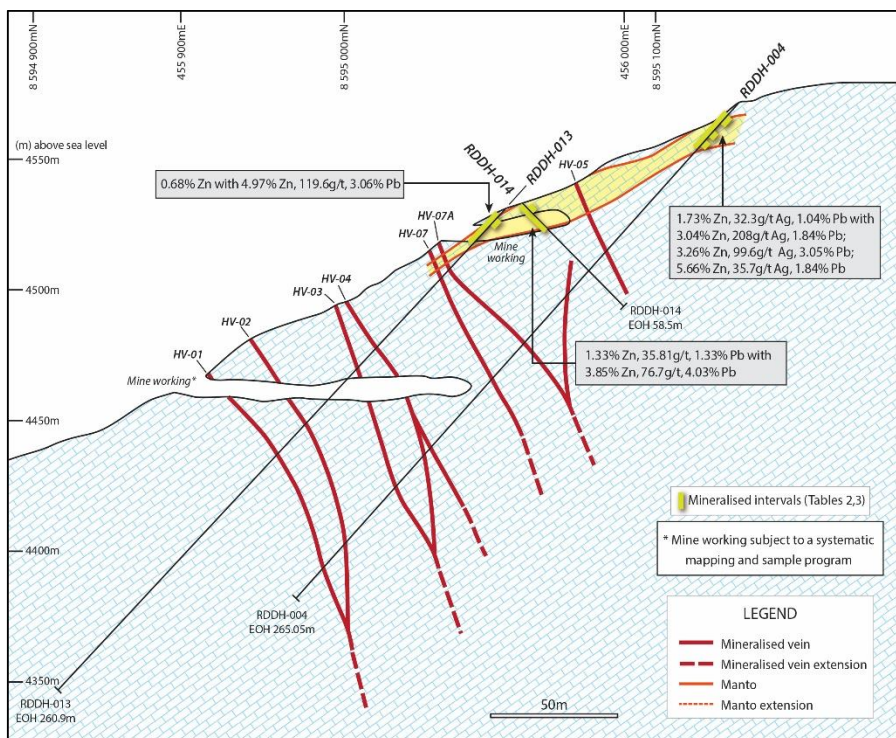 8 594 900mN
455 900mE
8 595 000mN
456 000mE
8 595 100mN
RDDH-004
(m) above sea level
4550m
RDDH-014
RDDH-013
HV-05
0.68% Zn with 4.97% Zn, 119.6g/t, 3.06% Pb
HV-07A
HV-07
Mine
working
1.73% Zn, 32.3g/t Ag, 1.04% Pb with
3.04% Zn, 208g/t Ag, 1.84% Pb;
3.26% Zn, 99.6g/t Ag, 3.05% Pb;
5.66% Zn, 35.7g/t Ag, 1.84% Pb
4500m
HV-04
HV-03
RDDH-014
EOH 58.5m
HV-02
1.33% Zn, 35.81g/t, 1.33% Pb with
3.85% Zn, 76.7g/t, 4.03% Pb
HV-01
Mine working*
4450m
Mineralised intervals (Tables 2,3)
* Mine working subject to a systematic
mapping and sample program
4400m
RDDH-004
EOH 265.05m
LEGEND
Mineralised vein
Mineralised vein extension
Manto
Manto extension
4350m
RDDH-013
EOH 260.9m
50m